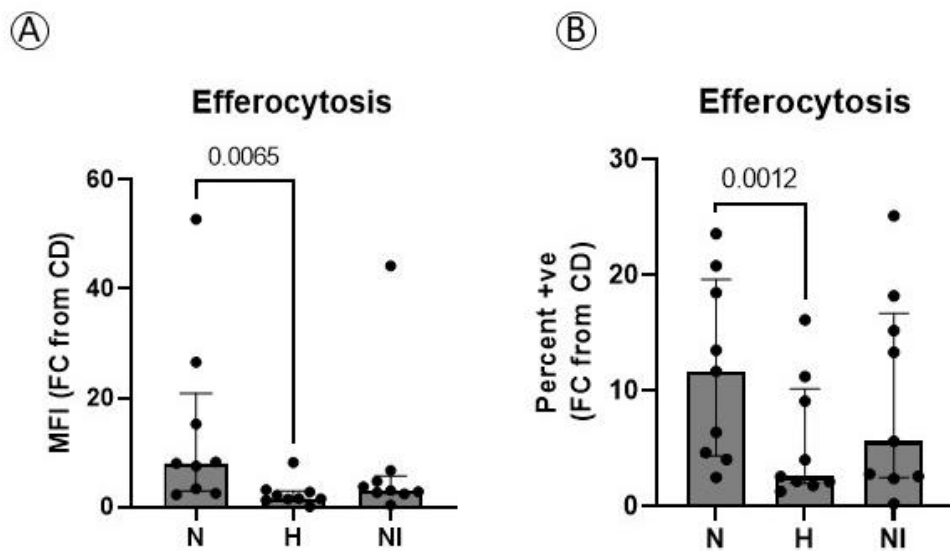 A
Efferocytosis
0.0065
MFI (FC from CD)
60
40
20
0
N H NI
B
Efferocytosis
0.0012
Percent +ve
(FC from CD)
30
20
10
0
N H NI